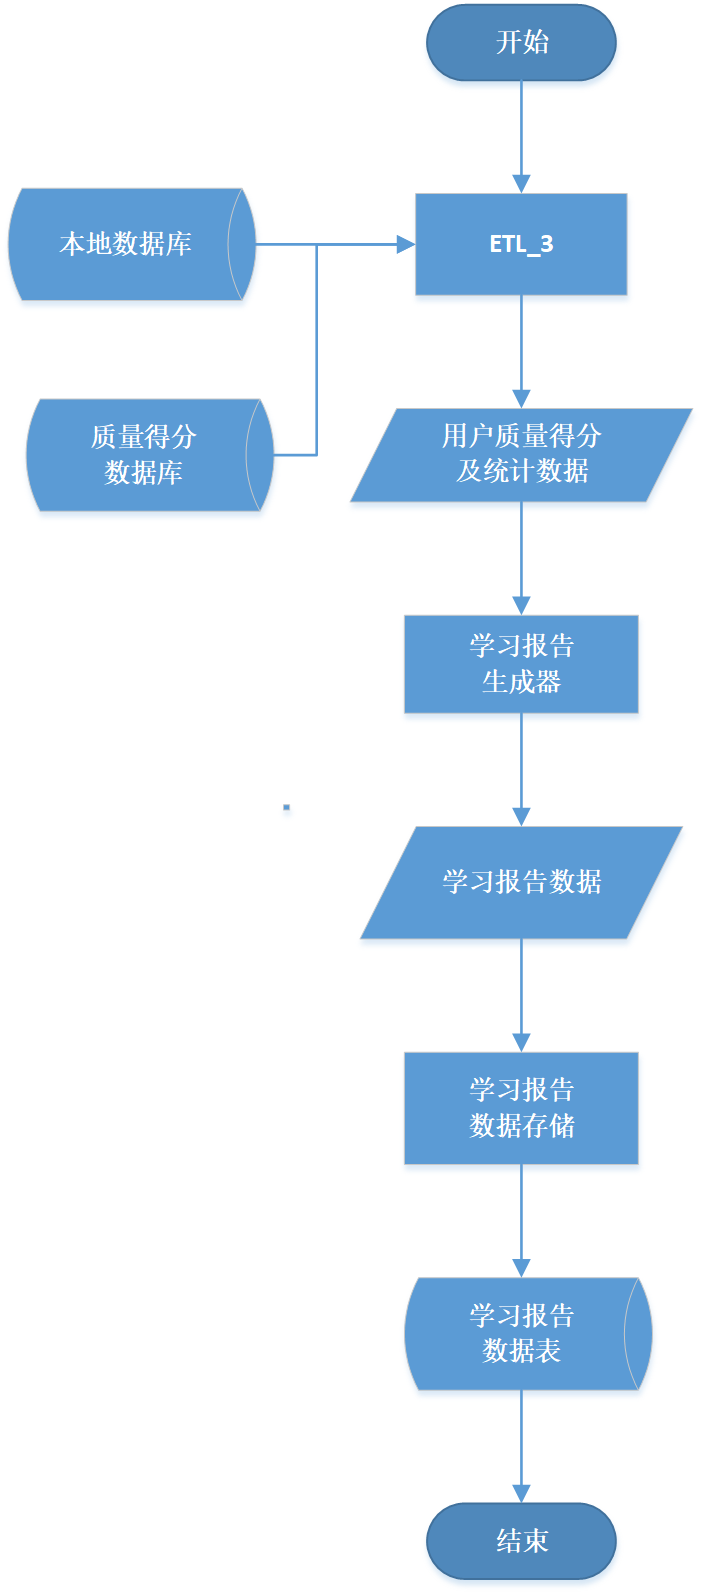 开始
本地数据库
ETL_3
质量得分
数据库
用户质量得分
及统计数据
学习报告
生成器
学习报告数据
学习报告
数据存储
学习报告
数据表
结束